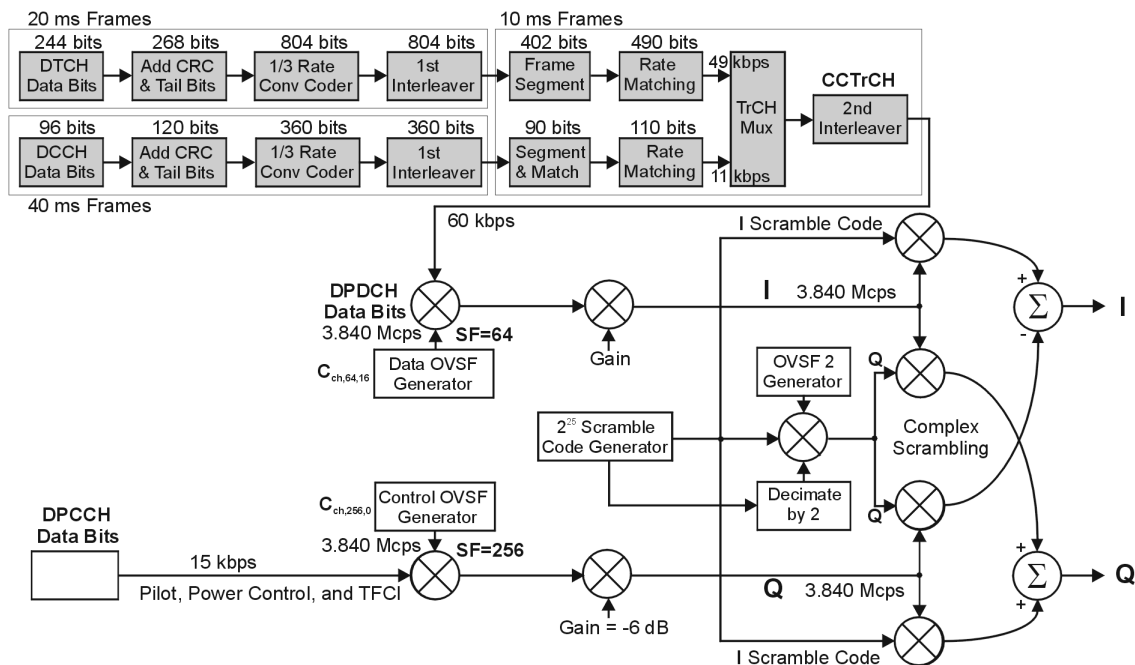 20 ms Frames
10 ms Frames
244 bits
268 bits
804 bits
804 bits
402 bits
490 bits
DTCH
Data Bits
Add CRC
& Tail Bits
1/3 Rate
Conv Coder
1st
Interleaver
Frame
Segment
Rate
Matching
49 kbps
TrCH
Mux
CCTrCH
2nd
Interleaver
96 bits
120 bits
360 bits
360 bits
90 bits
110 bits
DCCH
Data Bits
Add CRC
& Tail Bits
1/3 Rate
Conv Coder
1st
Interleaver
Segment
& Match
Rate
Matching
11 kbps
40 ms Frames
60 kbps
I Scramble Code
DPDCH
Data Bits
3.840 Mcps
SF=64
I
3.840 Mcps
+
Σ
-
I
Gain
Cch,64,16
Data OVSF
Generator
OVSF 2
Generator
Q
2²⁵ Scramble
Code Generator
Complex
Scrambling
Decimate
by 2
Q
Cch,256,0
Control OVSF
Generator
DPCCH
Data Bits
3.840 Mcps
SF=256
15 kbps
Pilot, Power Control, and TFCI
Q
3.840 Mcps
+
Σ
+
Q
Gain = -6 dB
I Scramble Code